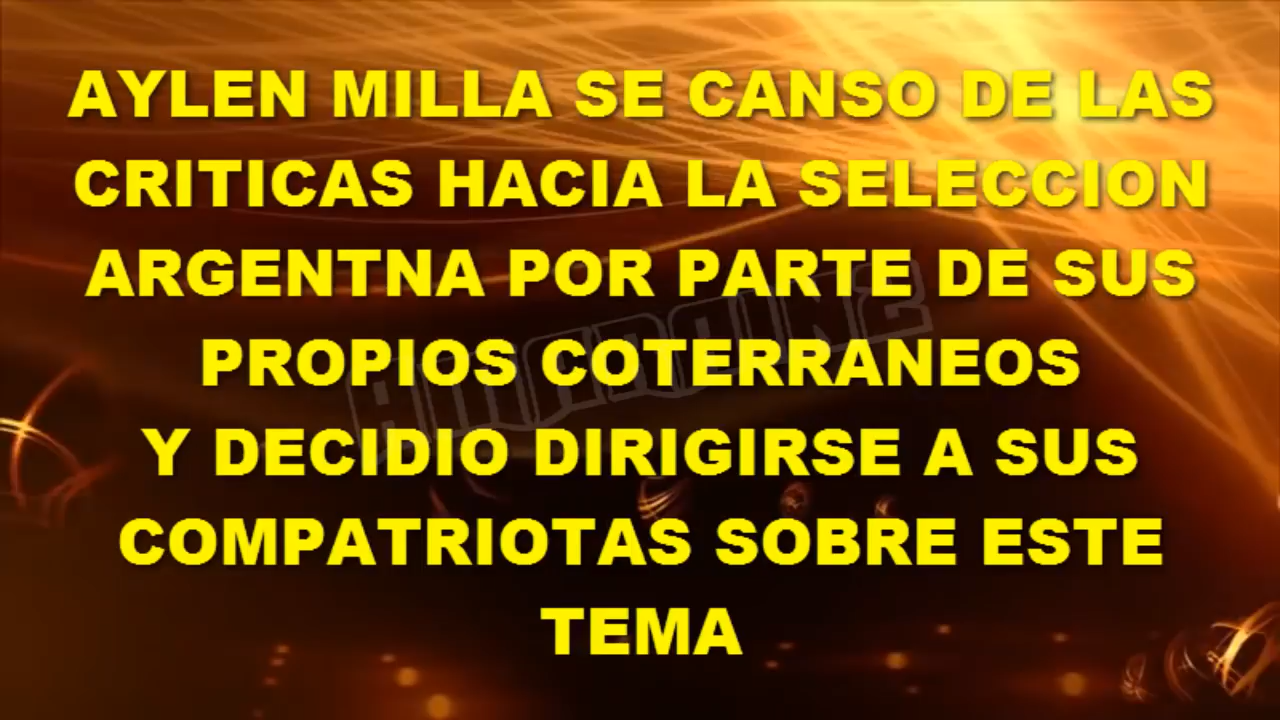 AYLEN MILLA SE CANSO DE LAS
CRITICAS HACIA LA SELECCION
ARGENTNA POR PARTE DE SUS
PROPIOS COTERRANEOS
Y DECIDIO DIRIGIRSE A SUS
COMPATRIOTAS SOBRE ESTE
TEMA